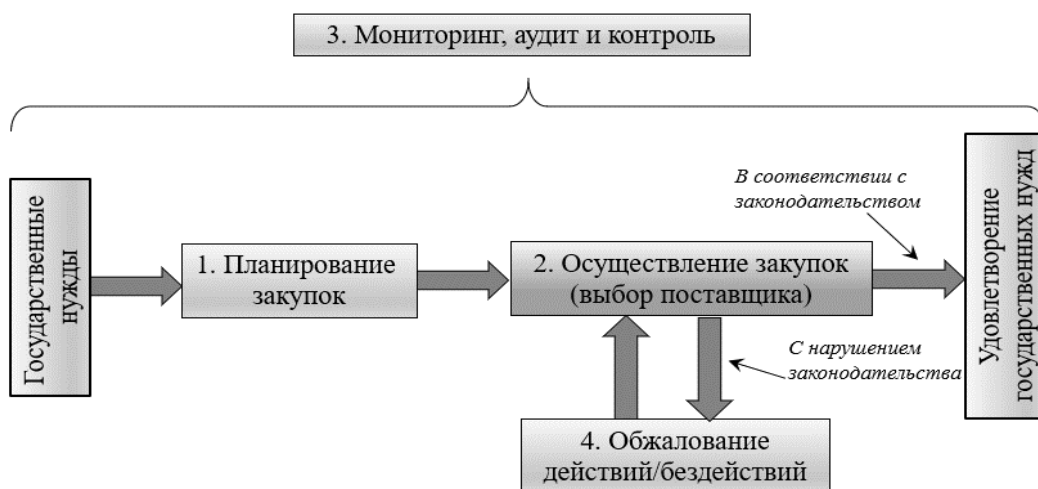 3. Мониторинг, аудит и контроль
Государственные
нужды
1. Планирование
закупок
2. Осуществление закупок
(выбор поставщика)
В соответствии с
законодательством
Удовлетворение
государственных нужд
С нарушением
законодательства
4. Обжалование
действий/бездействий